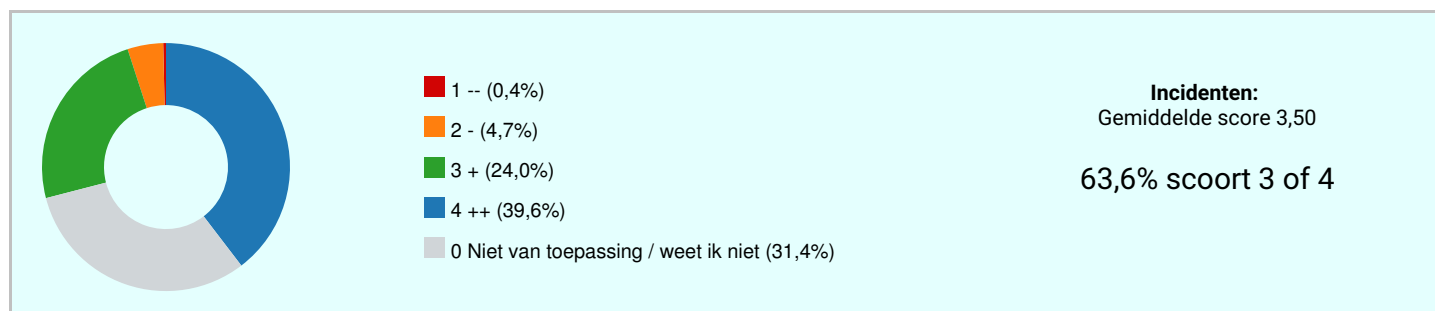 1 -- (0,4%)
2 - (4,7%)
3 + (24,0%)
4 ++ (39,6%)
0 Niet van toepassing / weet ik niet (31,4%)
Incidenten:
Gemiddelde score 3,50
63,6% scoort 3 of 4